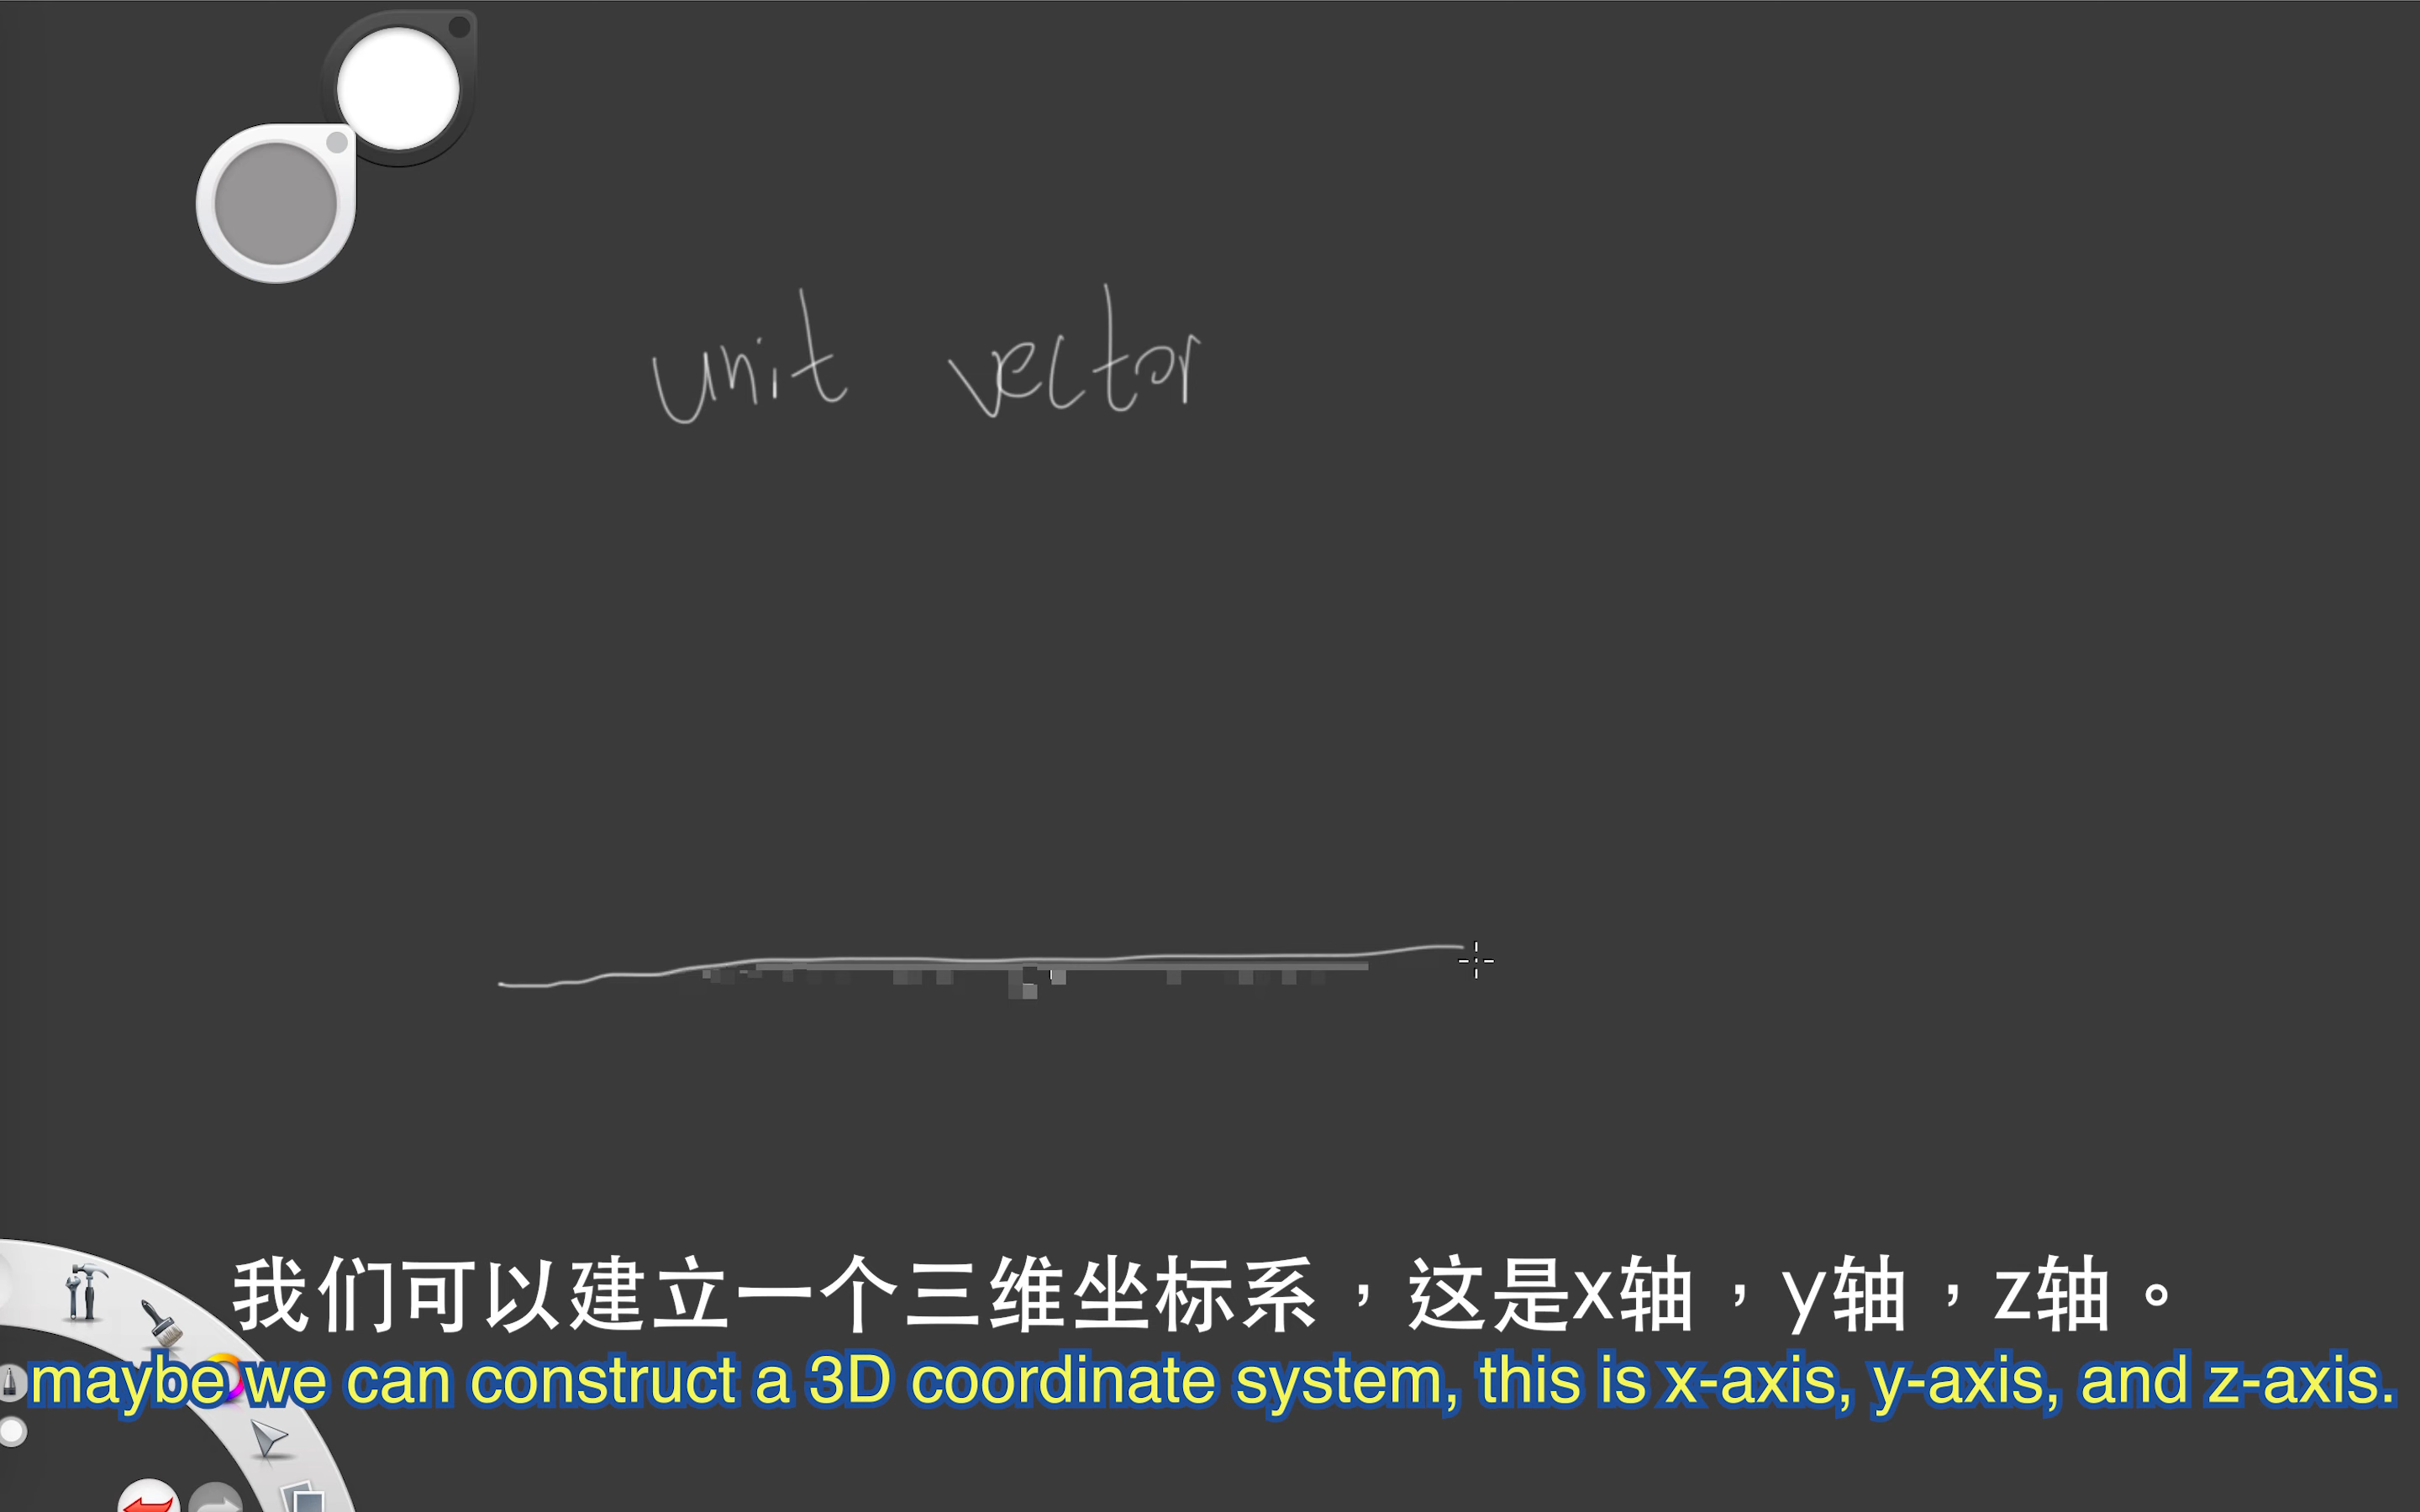 unit vector
我们可以建立一个三维坐标系，这是x轴，y轴，z轴。
maybe we can construct a 3D coordinate system, this is x-axis, y-axis, and z-axis.